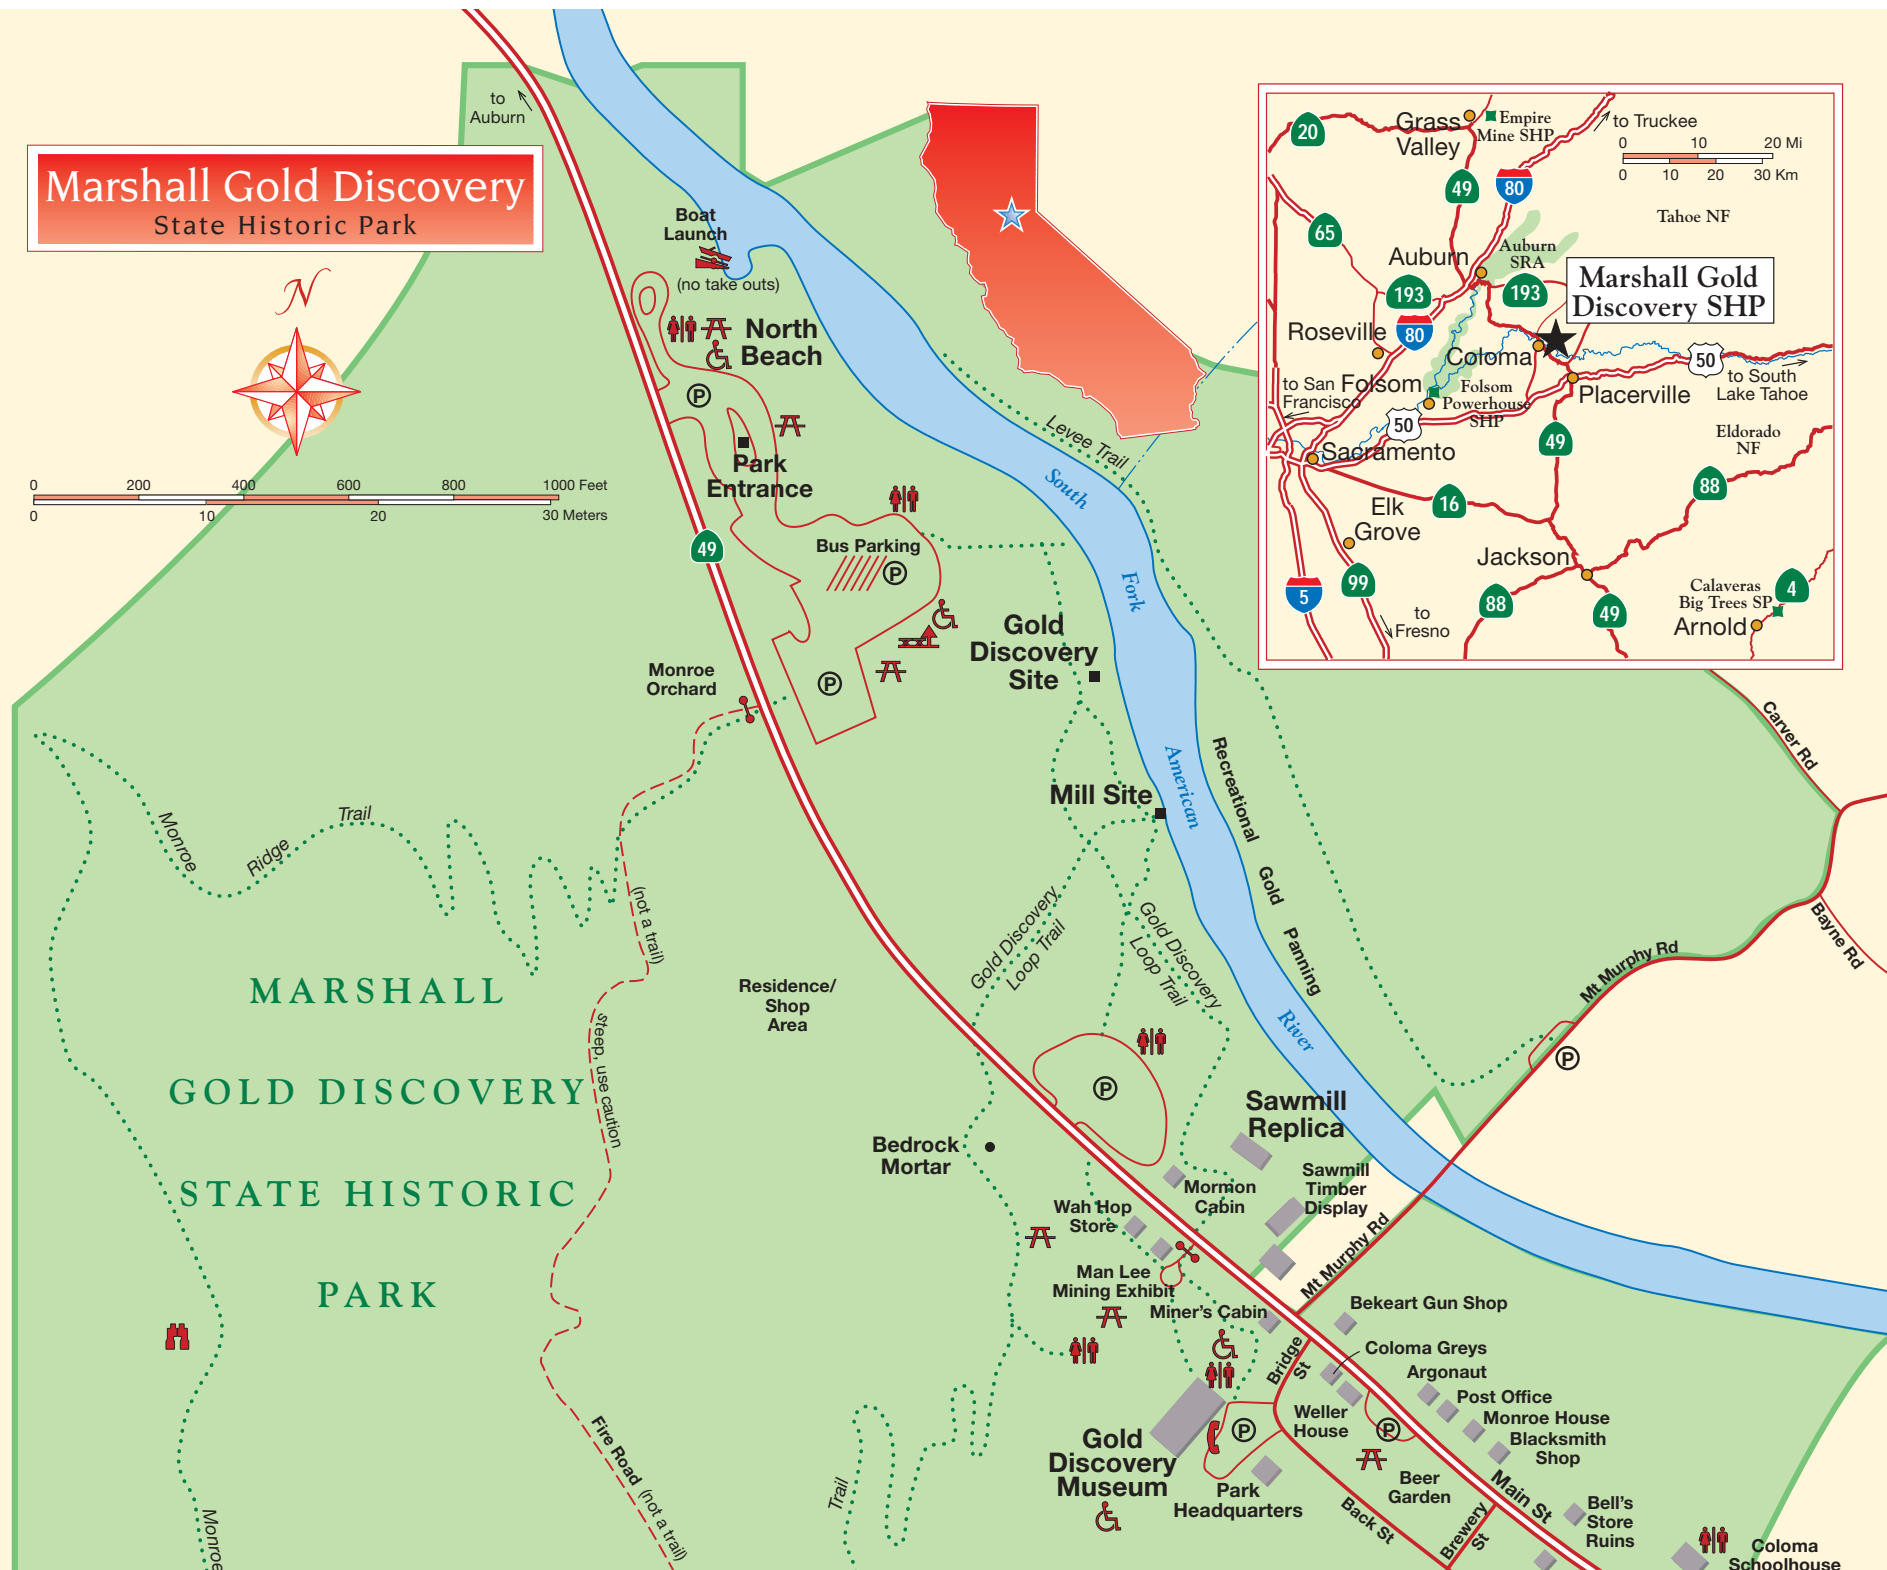 to
Auburn
Marshall Gold Discovery
State Historic Park
N
0 200 400 600 800 1000 Feet
0 10 20 30 Meters
Boat
Launch
(no take outs)
North
Beach
P
Park
Entrance
49
Bus Parking
P
P
Monroe
Orchard
Levee Trail
South
Fork
American
River
Gold
Discovery
Site
Mill Site
Recreational Gold Panning
Monroe
Ridge
Trail
(not a trail)
steep, use caution
MARSHALL
GOLD DISCOVERY
STATE HISTORIC
PARK
Residence/
Shop
Area
Gold Discovery
Loop Trail
Gold Discovery
Loop Trail
P
Bedrock
Mortar
Sawmill
Replica
Sawmill
Timber
Display
Mormon
Cabin
Wah Hop
Store
Man Lee
Mining Exhibit
Miner's Cabin
Mt Murphy Rd
Mt Murphy Rd
P
Carver Rd
Bayne Rd
Bekeart Gun Shop
Coloma Greys
Argonaut
Post Office
Monroe House
Blacksmith
Shop
Bridge
St
Weller
House
P
P
Gold
Discovery
Museum
Park
Headquarters
Beer
Garden
Back St
Brewery
St
Main St
Bell's
Store
Ruins
Coloma
Schoolhouse
Fire Road (not a trail)
Trail
Monroe
20
Grass
Valley
Empire
Mine SHP
to Truckee
0 10 20 Mi
0 10 20 30 Km
49
80
Tahoe NF
65
Auburn
Auburn
SRA
193
193
Marshall Gold
Discovery SHP
Roseville
80
Coloma
50
to South
Lake Tahoe
to San
Francisco
Folsom
Folsom
Powerhouse
SHP
Placerville
50
49
Eldorado
NF
Sacramento
88
16
Elk
Grove
Jackson
99
5
88
49
to
Fresno
Calaveras
Big Trees SP
4
Arnold